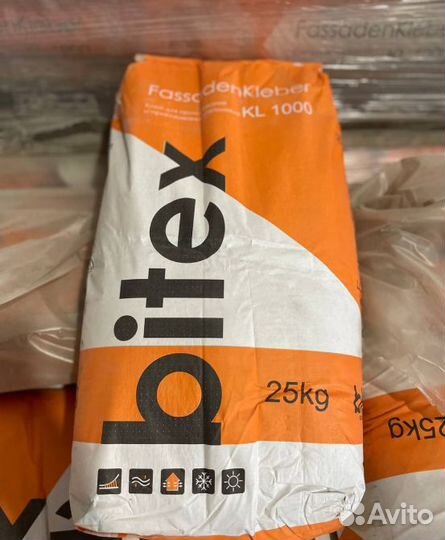 FassadenKleber
FassadenKleber
KL 1000
bitex
25kg
25kg
Avito